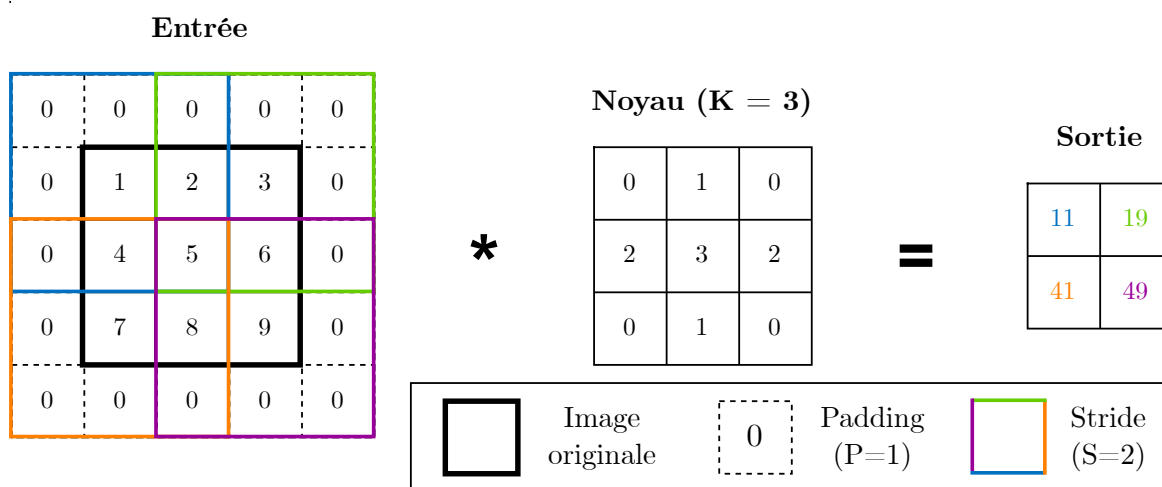 Entrée
0 0 0 0 0
0 1 2 3 0
0 4 5 6 0
0 7 8 9 0
0 0 0 0 0
*
Noyau (K = 3)
0 1 0
2 3 2
0 1 0
=
Sortie
11 19
41 49
Image
originale
0
Padding
(P=1)
Stride
(S=2)